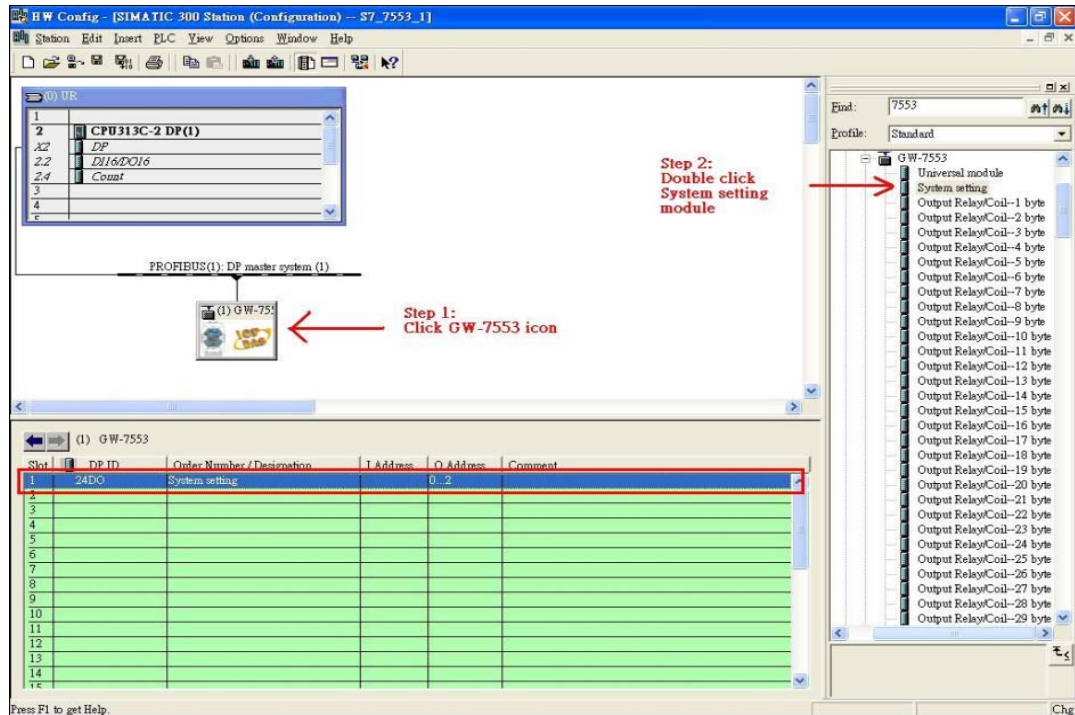 HW Config - [SIMATIC 300 Station (Configuration) -- S7_7553_1]
Station Edit Insert PLC View Options Window Help
(0) UR
1
2 CPU313C-2 DP(1)
X2 DP
2.2 DI16/DO16
2.4 Count
3
4
5
PROFIBUS(1): DP master system (1)
(1) GW-755
ICP
DAS
Step 1:
Click GW-7553 icon
Step 2:
Double click
System setting
module
Find: 7553
Profile: Standard
GW-7553
Universal module
System setting
Output Relay/Coil--1 byte
Output Relay/Coil--2 byte
Output Relay/Coil--3 byte
Output Relay/Coil--4 byte
Output Relay/Coil--5 byte
Output Relay/Coil--6 byte
Output Relay/Coil--7 byte
Output Relay/Coil--8 byte
Output Relay/Coil--9 byte
Output Relay/Coil--10 byte
Output Relay/Coil--11 byte
Output Relay/Coil--12 byte
Output Relay/Coil--13 byte
Output Relay/Coil--14 byte
Output Relay/Coil--15 byte
Output Relay/Coil--16 byte
Output Relay/Coil--17 byte
Output Relay/Coil--18 byte
Output Relay/Coil--19 byte
Output Relay/Coil--20 byte
Output Relay/Coil--21 byte
Output Relay/Coil--22 byte
Output Relay/Coil--23 byte
Output Relay/Coil--24 byte
Output Relay/Coil--25 byte
Output Relay/Coil--26 byte
Output Relay/Coil--27 byte
Output Relay/Coil--28 byte
Output Relay/Coil--29 byte
(1) GW-7553
Slot DP ID Order Number / Designation I Address Q Address Comment
1 24DO System setting 0...2
2
3
4
5
6
7
8
9
10
11
12
13
14
15
Press F1 to get Help. Chg